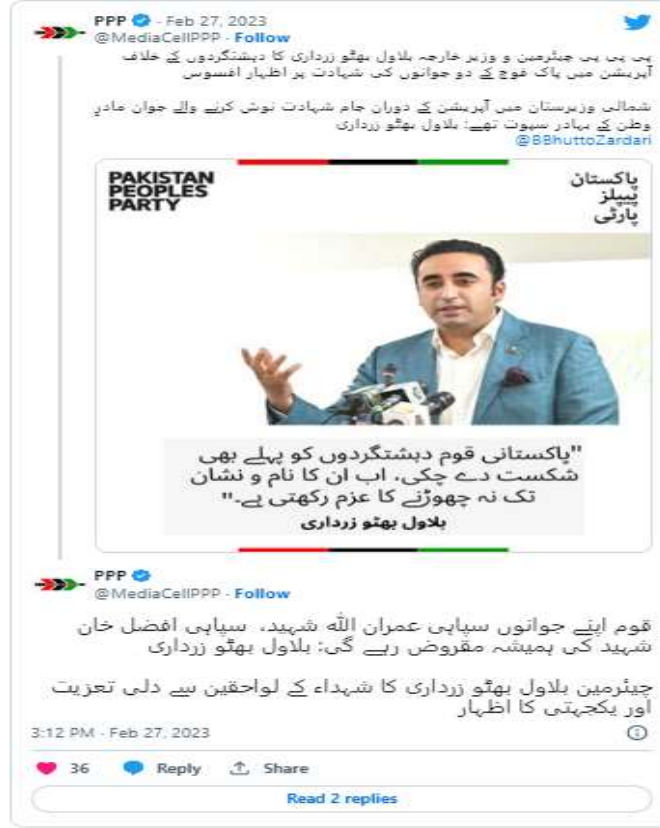 PPP - Feb 27, 2023
@MediaCellPPP - Follow
پی پی پی چیئرمین و وزیر خارجہ بلاول بھٹو زرداری کا دہشتگردوں کے خلاف
آپریشن میں پاک فوج کے دو جوانوں کی شہادت پر اظہار افسوس
شمالی وزیرستان میں آپریشن کے دوران جام شہادت نوش کرنے والے جوان مادرِ
وطن کے بہادر سپوت تھے: بلاول بھٹو زرداری
@BBhuttoZardari
PAKISTAN
PEOPLES
PARTY
پاکستان
پیپلز
پارٹی
"پاکستانی قوم دہشتگردوں کو پہلے بھی
شکست دے چکی، اب ان کا نام و نشان
تک نہ چھوڑنے کا عزم رکھتی ہے۔"
بلاول بھٹو زرداری
PPP
@MediaCellPPP - Follow
قوم اپنے جوانوں سپاہی عمران اللہ شہید، سپاہی افضل خان
شہید کی ہمیشہ مقروض رہے گی: بلاول بھٹو زرداری
چیئرمین بلاول بھٹو زرداری کا شہداء کے لواحقین سے دلی تعزیت
اور یکجہتی کا اظہار
3:12 PM - Feb 27, 2023
36 Reply Share
Read 2 replies